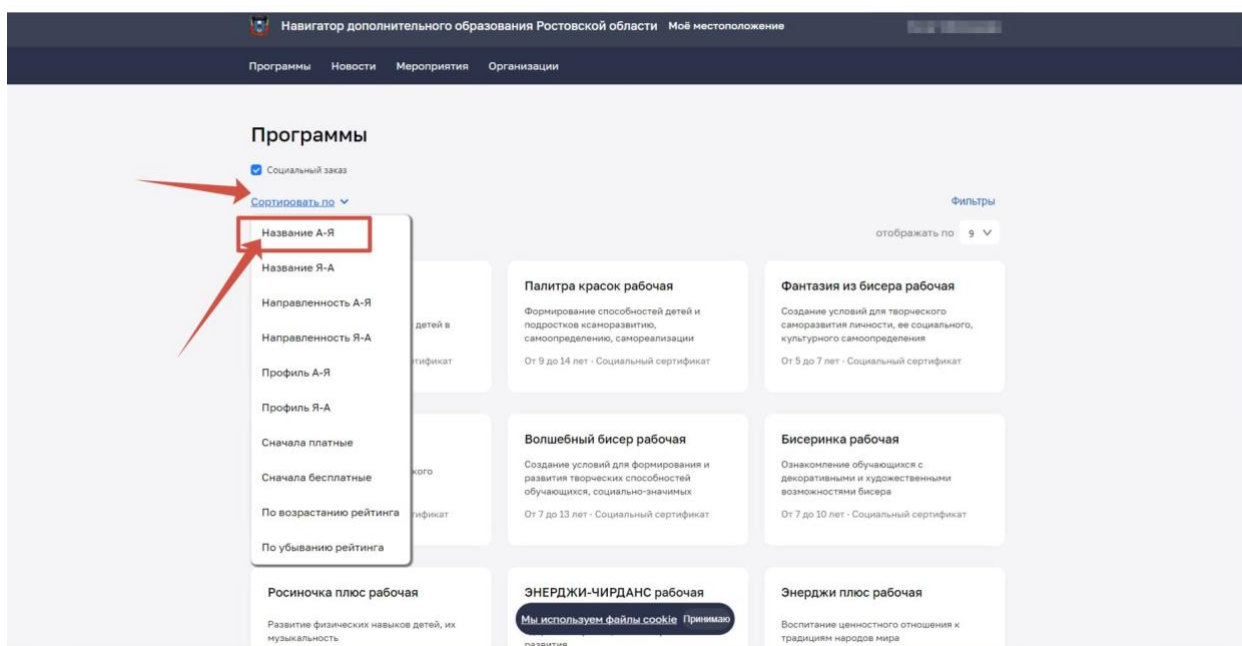 Навигатор дополнительного образования Ростовской области Моё местоположение
Программы Новости Мероприятия Организации
Программы
Социальный заказ
Сортировать по
Фильтры
отображать по 9
Название А-Я
Название Я-А
Направленность А-Я
Направленность Я-А
Профиль А-Я
Профиль Я-А
Сначала платные
Сначала бесплатные
По возрастанию рейтинга
По убыванию рейтинга
детей в
тификат
Палитра красок рабочая
Формирование способностей детей и
подростков ксаморазвитию,
самоопределению, самореализации
От 9 до 14 лет · Социальный сертификат
Фантазия из бисера рабочая
Создание условий для творческого
саморазвития личности, ее социального,
культурного самоопределения
От 5 до 7 лет · Социальный сертификат
кого
тификат
Волшебный бисер рабочая
Создание условий для формирования и
развития творческих способностей
обучающихся, социально-значимых
От 7 до 13 лет · Социальный сертификат
Бисеринка рабочая
Ознакомление обучающихся с
декоративными и художественными
возможностями бисера
От 7 до 10 лет · Социальный сертификат
Росиночка плюс рабочая
Развитие физических навыков детей, их
музыкальность
ЭНЕРДЖИ-ЧИРДАНС рабочая
Мы используем файлы cookie Принимаю
развития
Энерджи плюс рабочая
Воспитание ценностного отношения к
традициям народов мира